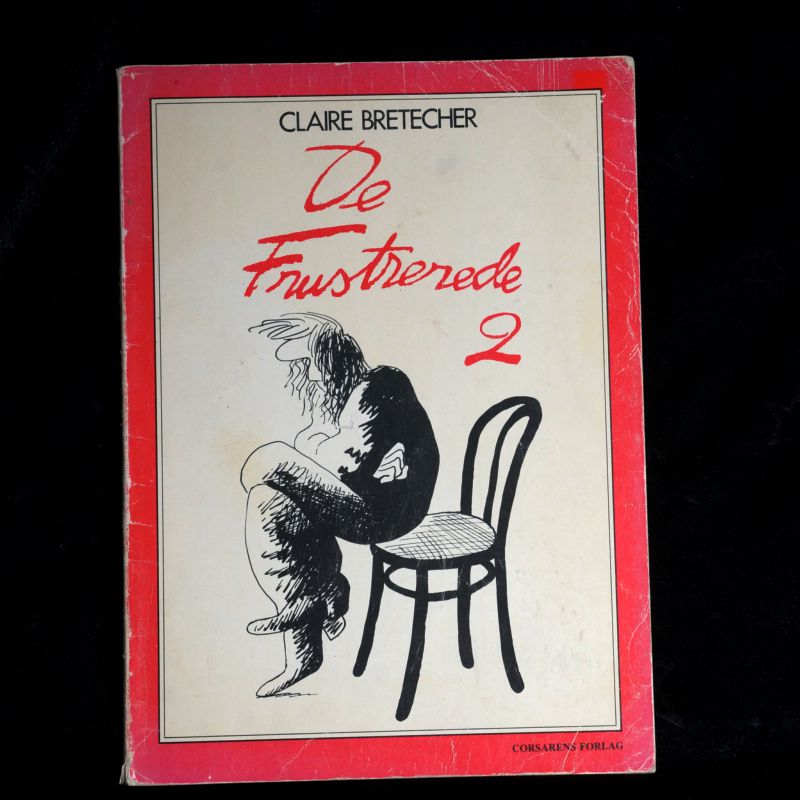 CLAIRE BRETECHER
De
Frustrerede
2
CORSARENS FORLAG